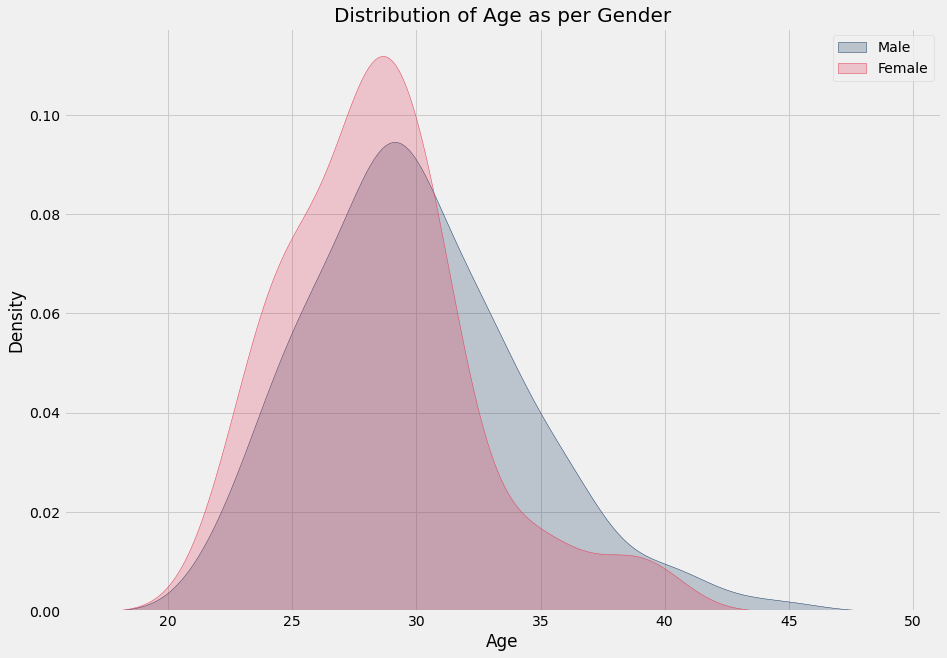 Distribution of Age as per Gender
Male
Female
Density
0.10
0.08
0.06
0.04
0.02
0.00
20 25 30 35 40 45 50
Age